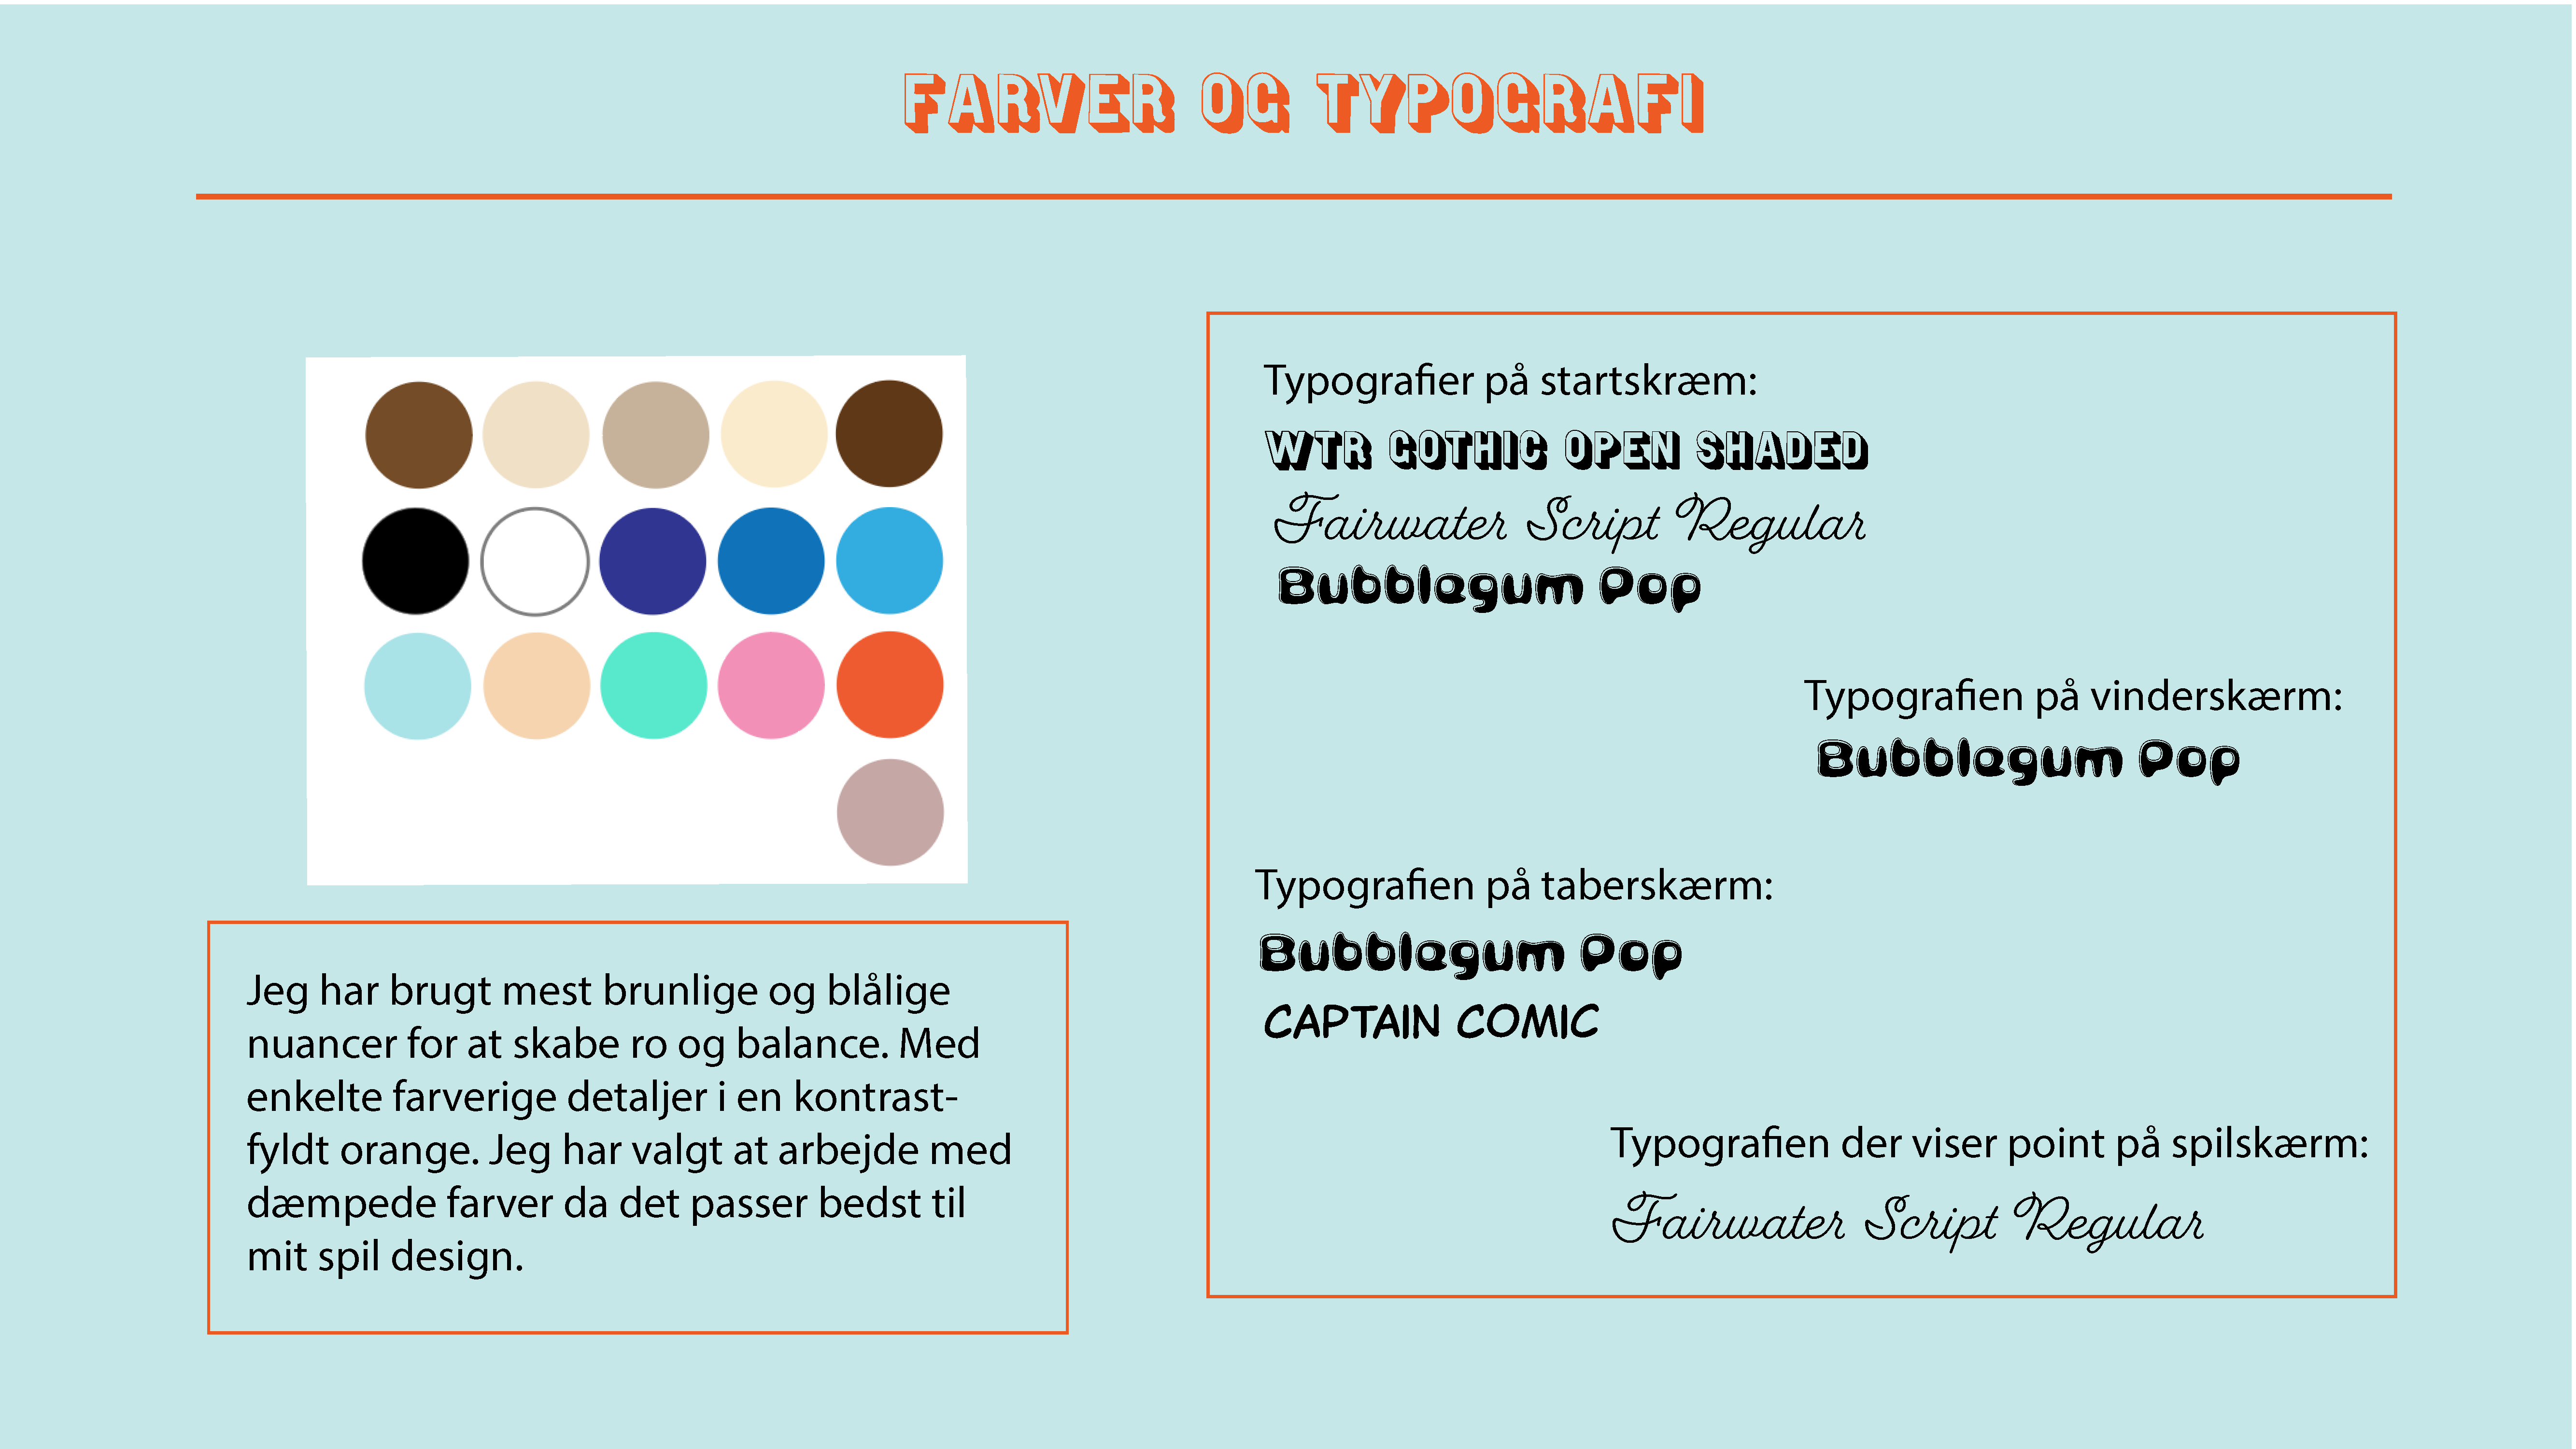 FARVER OG TYPOGRAFI
Jeg har brugt mest brunlige og blålige
nuancer for at skabe ro og balance. Med
enkelte farverige detaljer i en kontrast-
fyldt orange. Jeg har valgt at arbejde med
dæmpede farver da det passer bedst til
mit spil design.
Typografier på startskræm:
WTR GOTHIC OPEN SHADED
Fairwater Script Regular
Bubblegum Pop
Typografien på vinderskærm:
Bubblegum Pop
Typografien på taberskærm:
Bubblegum Pop
CAPTAIN COMIC
Typografien der viser point på spilskærm:
Fairwater Script Regular